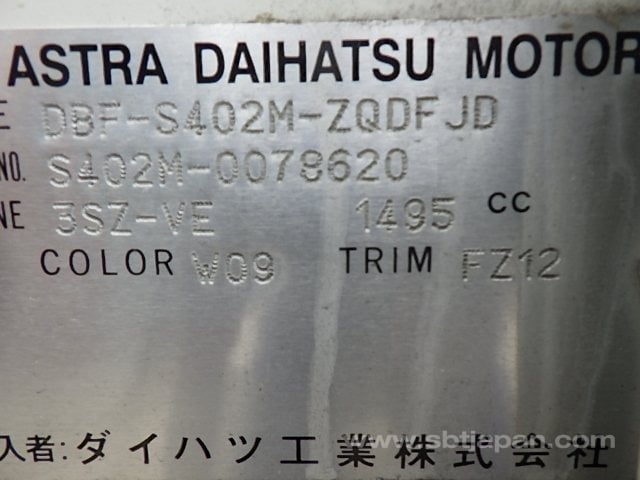 ASTRA DAIHATSU MOTOR
E DBF-S402M-ZQDFJD
NO. S402M-0078620
NE 3SZ-VE 1495 CC
COLOR W09 TRIM FZ12
入者:ダイハツ工業株式会社
www.sbtjapan.com